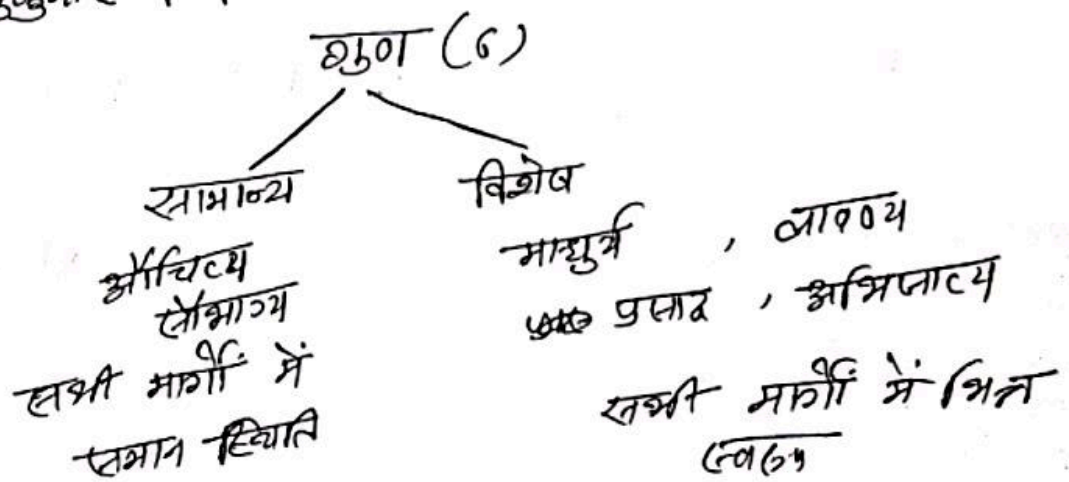 गुण (6)
सामान्य विशेष
औचित्य माधुर्य , लावण्य
सौभाग्य प्रसाद , अभिजात्य
सभी मार्गों में सभी मार्गों में भिन्न
समान स्थिति स्वरूप